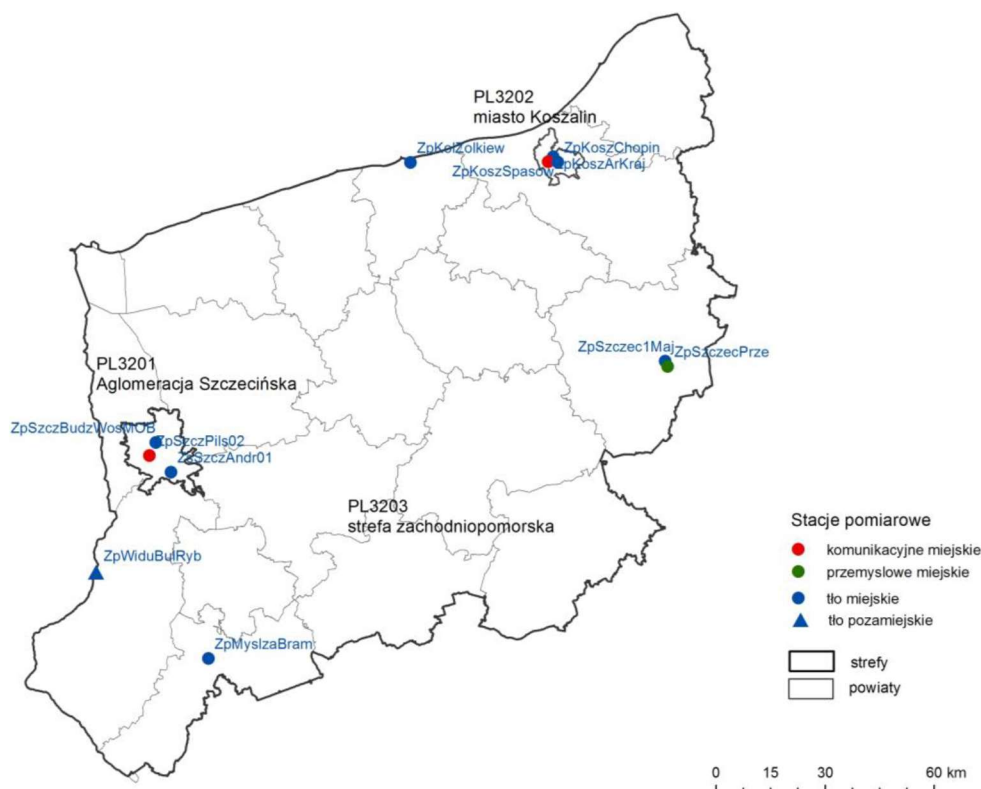 PL3202
miasto Koszalin
ZpKolZolkiew
ZpKoszChopin
ZpKoszSpasow
ZpKoszArKraj
ZpSzczec1Maj
ZpSzczecPrze
PL3201
Aglomeracja Szczecińska
ZpSzczBudzWosMOB
ZpSzczPils02
ZpSzczAndr01
PL3203
strefa zachodniopomorska
ZpWiduBulRyb
ZpMyslzaBram
Stacje pomiarowe
komunikacyjne miejskie
przemyslowe miejskie
tło miejskie
tło pozamiejskie
strefy
powiaty
0 15 30 60 km